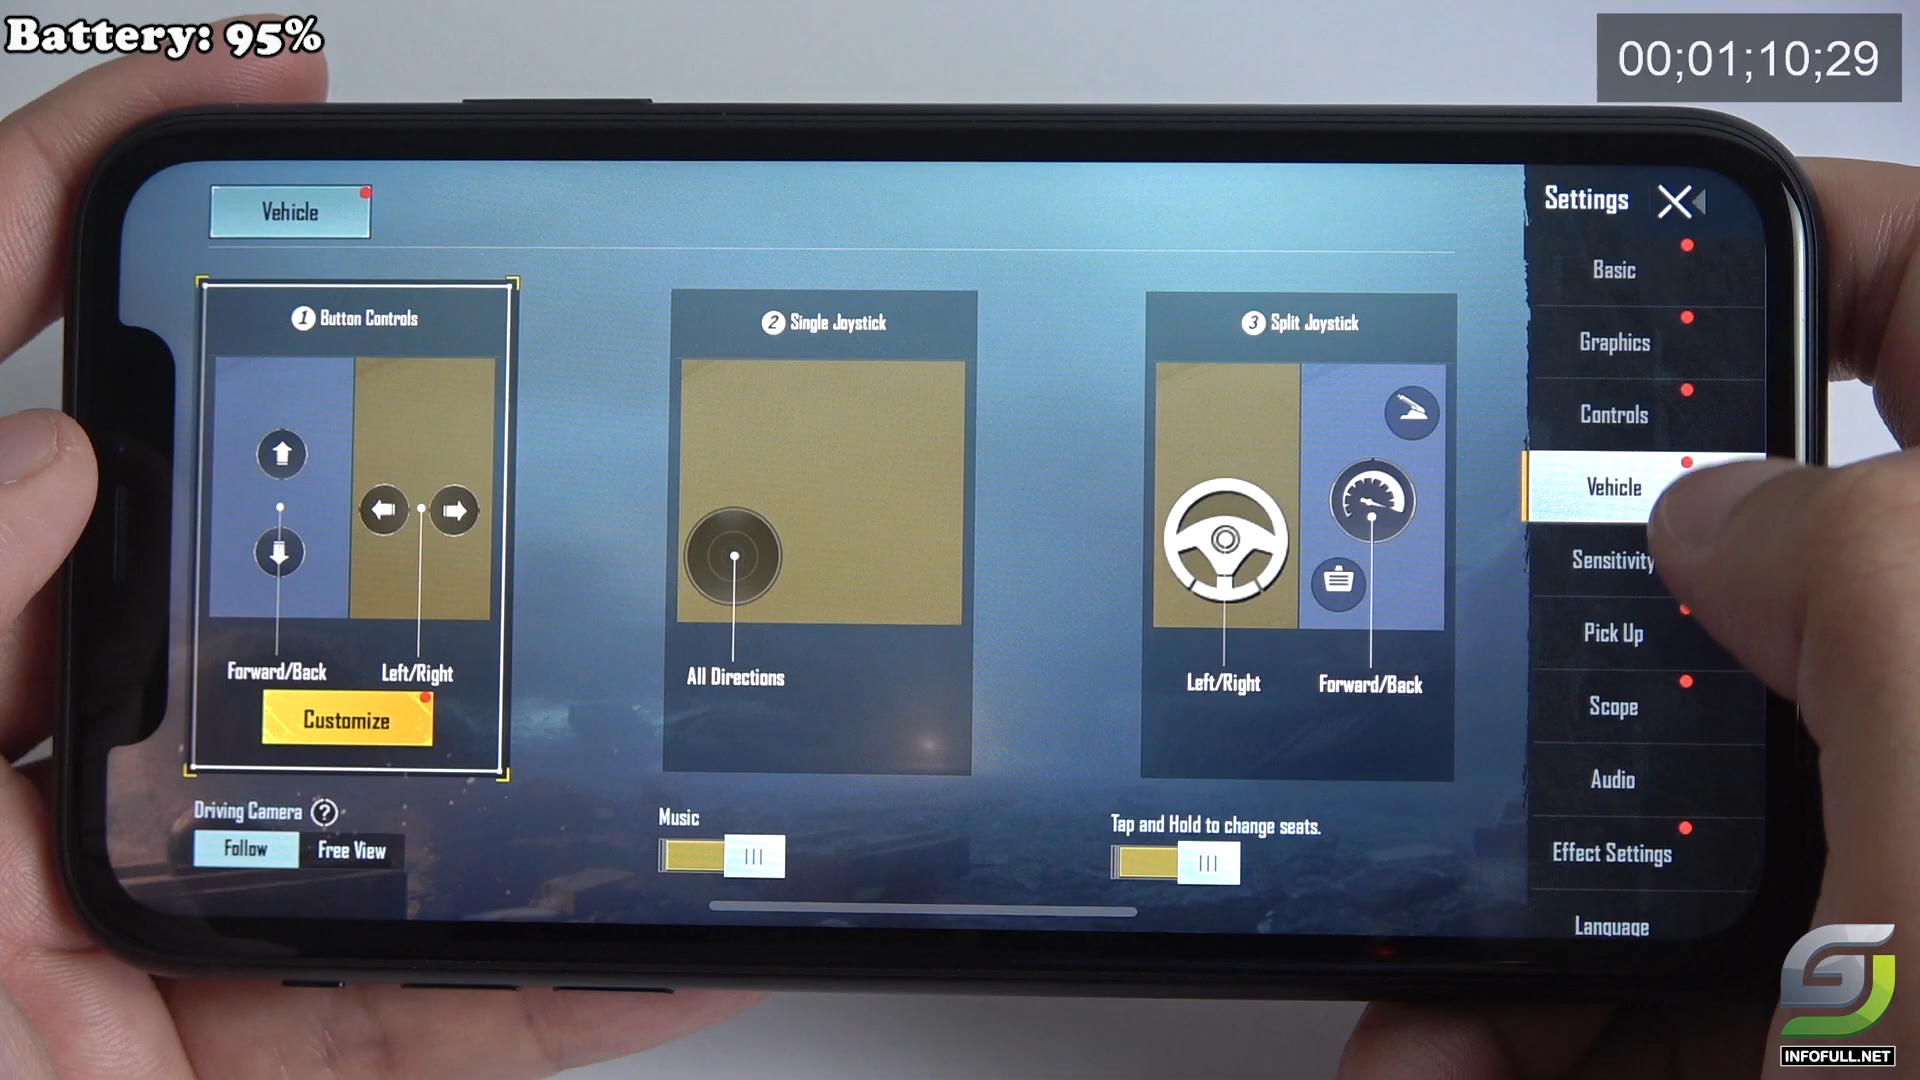 Battery: 95%
00;01;10;29
Vehicle
Settings
1 Button Controls
2 Single Joystick
3 Split Joystick
Basic
Graphics
Controls
Vehicle
Sensitivity
Pick Up
Scope
Audio
Effect Settings
Language
Forward/Back
Left/Right
Customize
All Directions
Left/Right
Forward/Back
Driving Camera ?
Follow
Free View
Music
Tap and Hold to change seats.
INFOFULL.NET